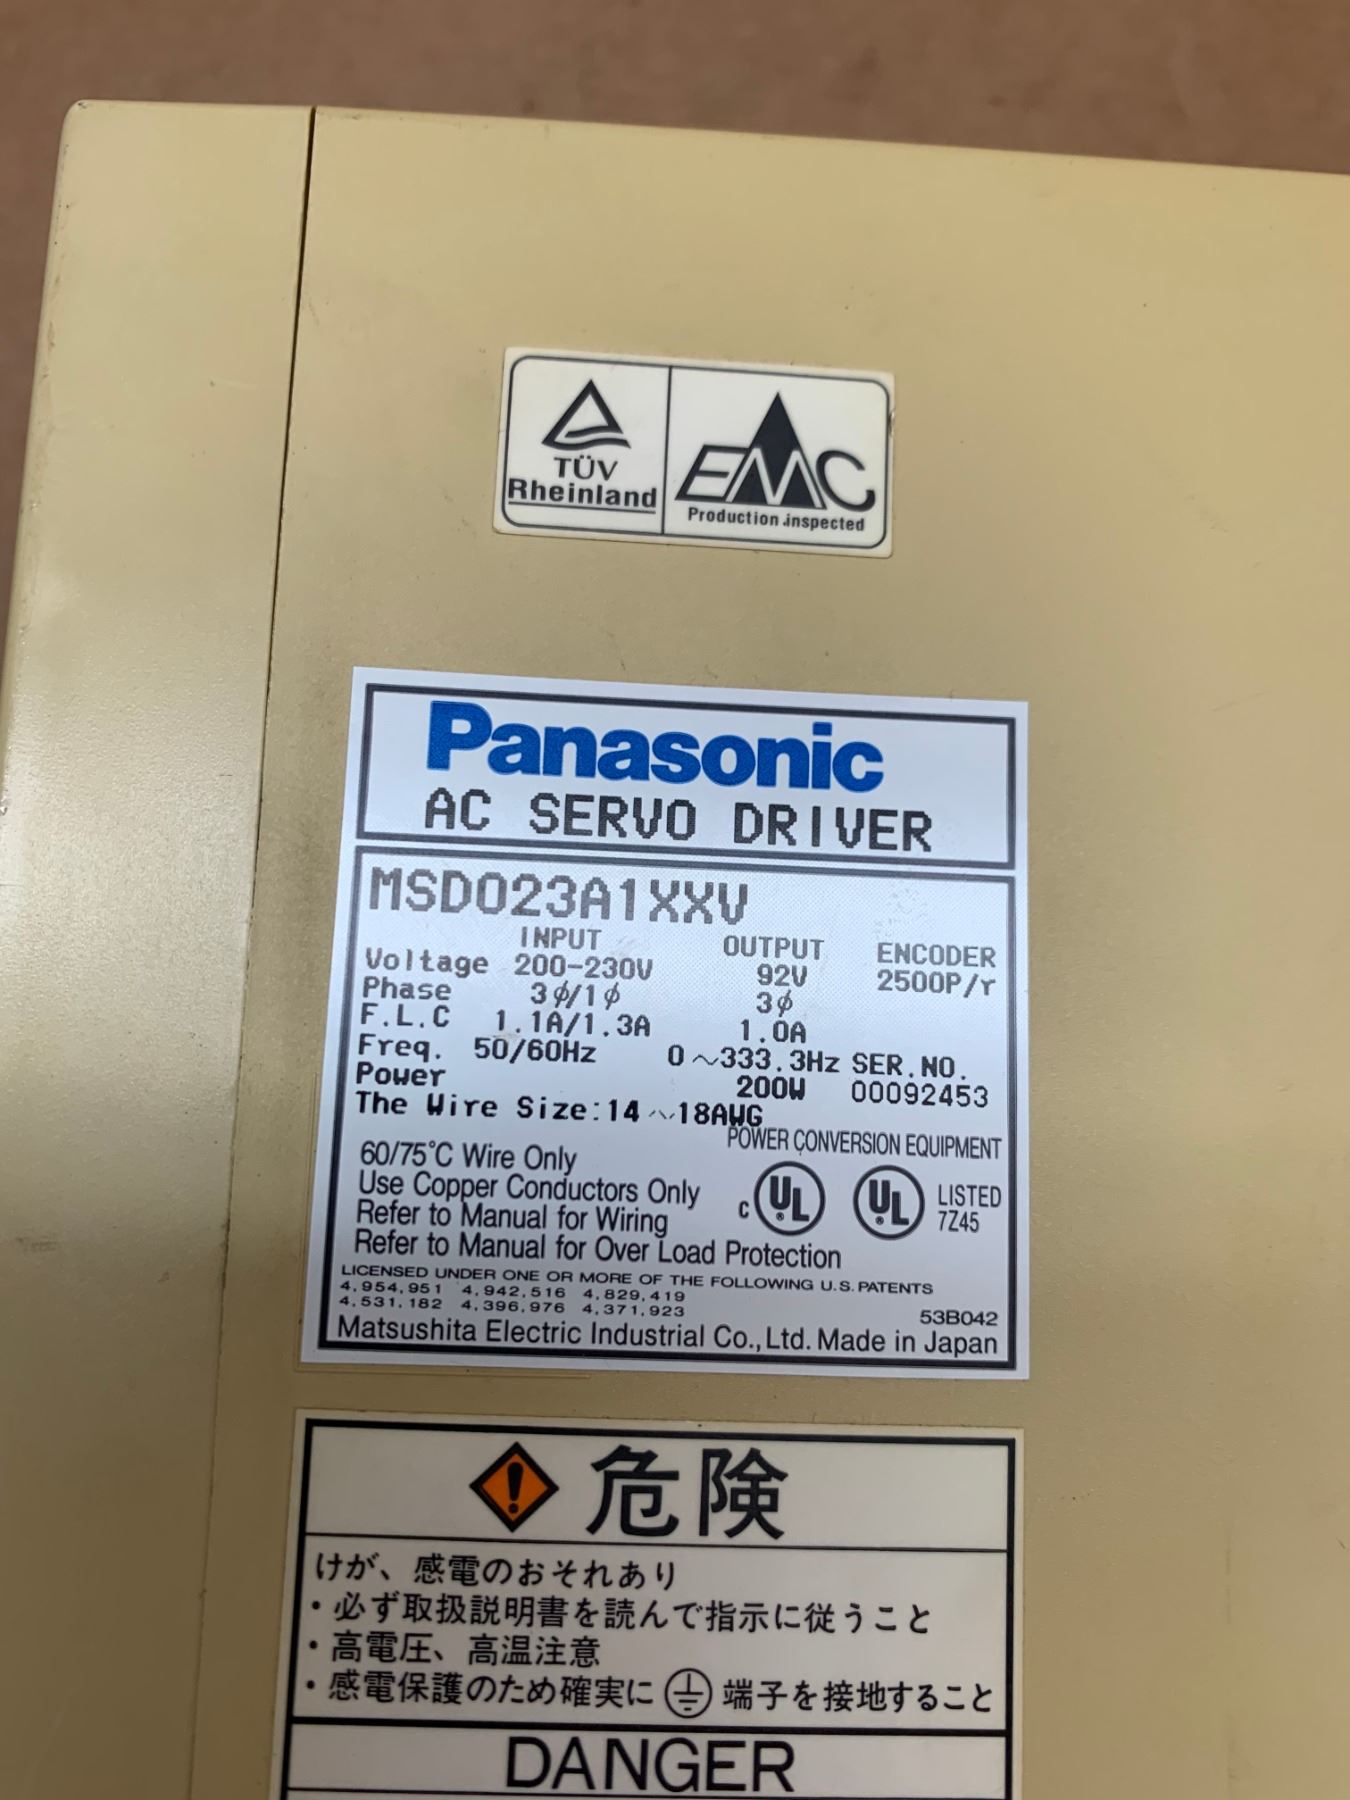 TÜV
Rheinland
EMC
Production inspected
Panasonic
AC SERVO DRIVER
MSD023A1XXV
INPUT OUTPUT ENCODER
Voltage 200-230V 92V 2500P/r
Phase 3ϕ/1ϕ 3ϕ
F.L.C 1.1A/1.3A 1.0A
Freq. 50/60Hz 0~333.3Hz SER.NO.
Power 200W 00092453
The Wire Size:14~18AWG
POWER CONVERSION EQUIPMENT
60/75°C Wire Only
Use Copper Conductors Only
Refer to Manual for Wiring
Refer to Manual for Over Load Protection
c UL ® UL ® LISTED
7Z45
LICENSED UNDER ONE OR MORE OF THE FOLLOWING U.S. PATENTS
4,954,951 4,942,516 4,829,419
4,531,182 4,396,976 4,371,923
53B042
Matsushita Electric Industrial Co., Ltd. Made in Japan
危険
けが、感電のおそれあり
・必ず取扱説明書を読んで指示に従うこと
・高電圧、高温注意
・感電保護のため確実に端子を接地すること
DANGER